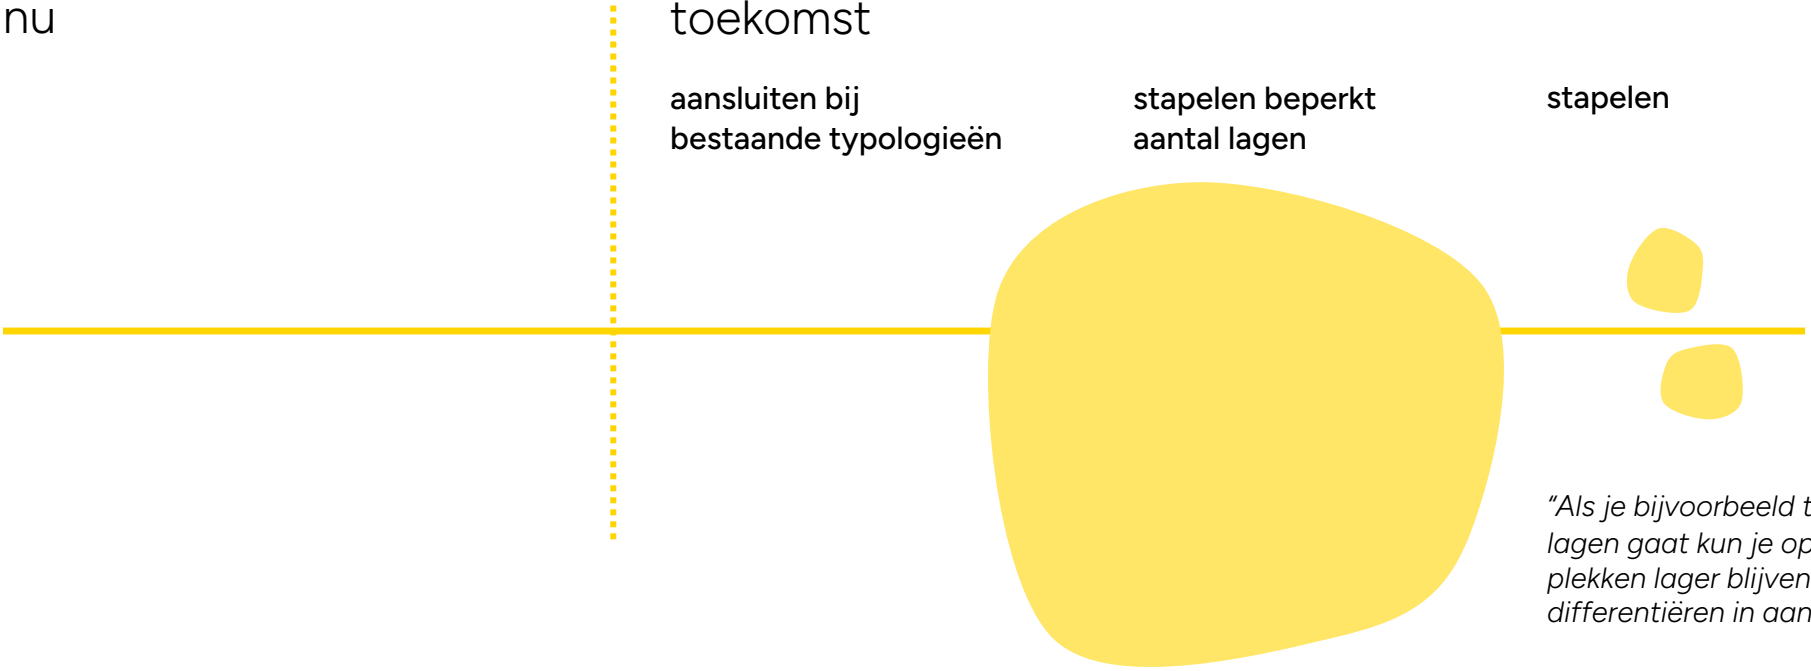 nu
toekomst
aansluiten bij
bestaande typologieën
stapelen beperkt
aantal lagen
stapelen
“Als je bijvoorbeeld
lagen gaat kun je op
plekken lager blijven
differentiëren in